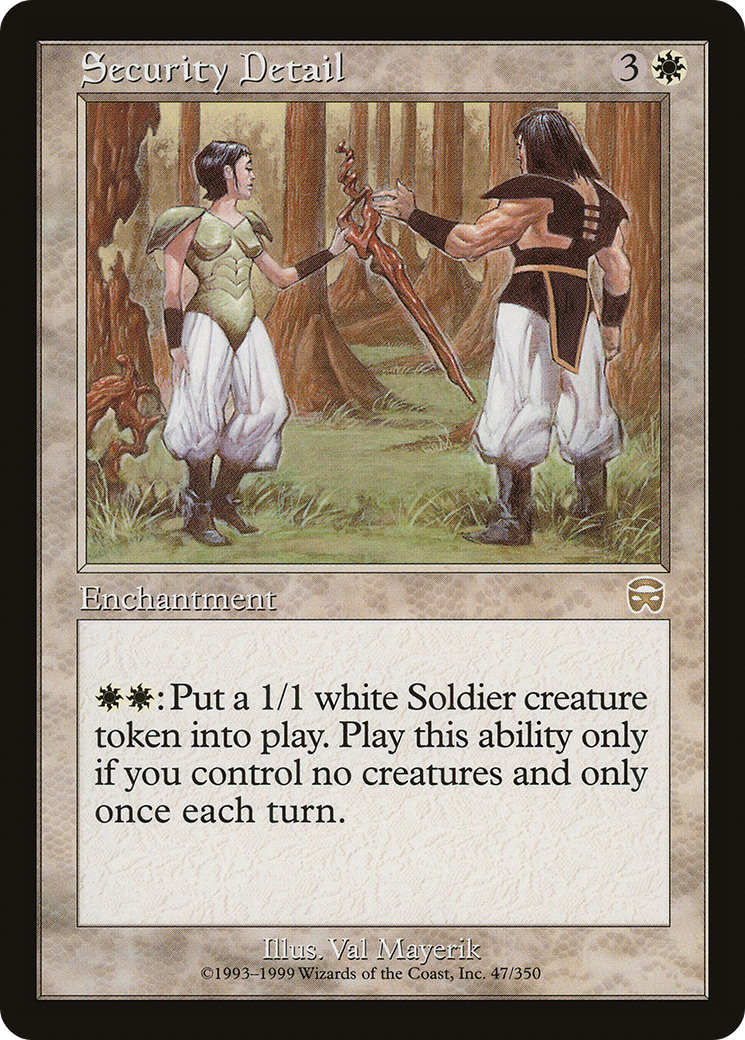 Security Detail 3
Enchantment
:Put a 1/1 white Soldier creature
token into play. Play this ability only
if you control no creatures and only
once each turn.
Illus. Val Mayerik
©1993–1999 Wizards of the Coast, Inc. 47/350